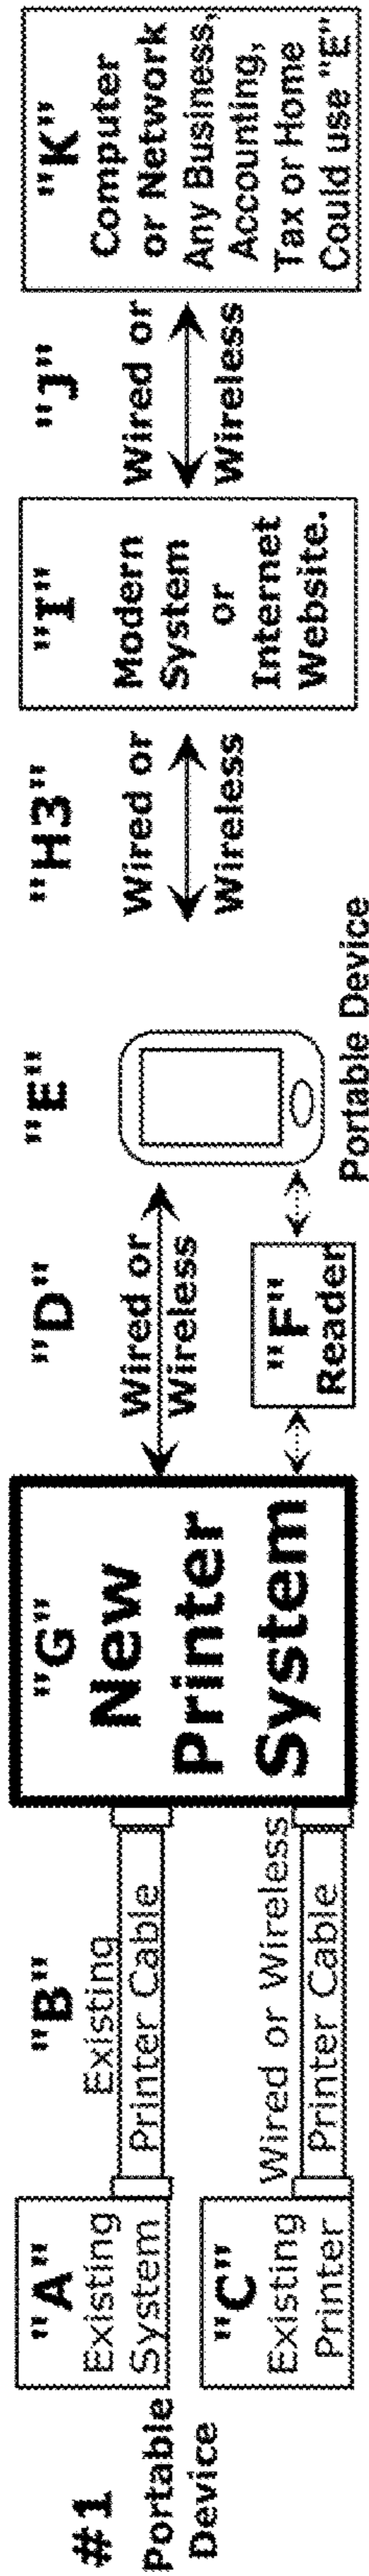 #1
Portable
Device
"A"
Existing
System
"C"
Existing
Printer
"B"
Existing
Printer Cable
Wired or Wireless
Printer Cable
"G"
New
Printer
System
"D"
Wired or
Wireless
"F"
Reader
"E"
Portable Device
"H3"
Wired or
Wireless
"I"
Modern
System
or
Internet
Website.
"J"
Wired or
Wireless
"K"
Computer
or Network
Any Business,
Accounting,
Tax or Home
Could use "E"